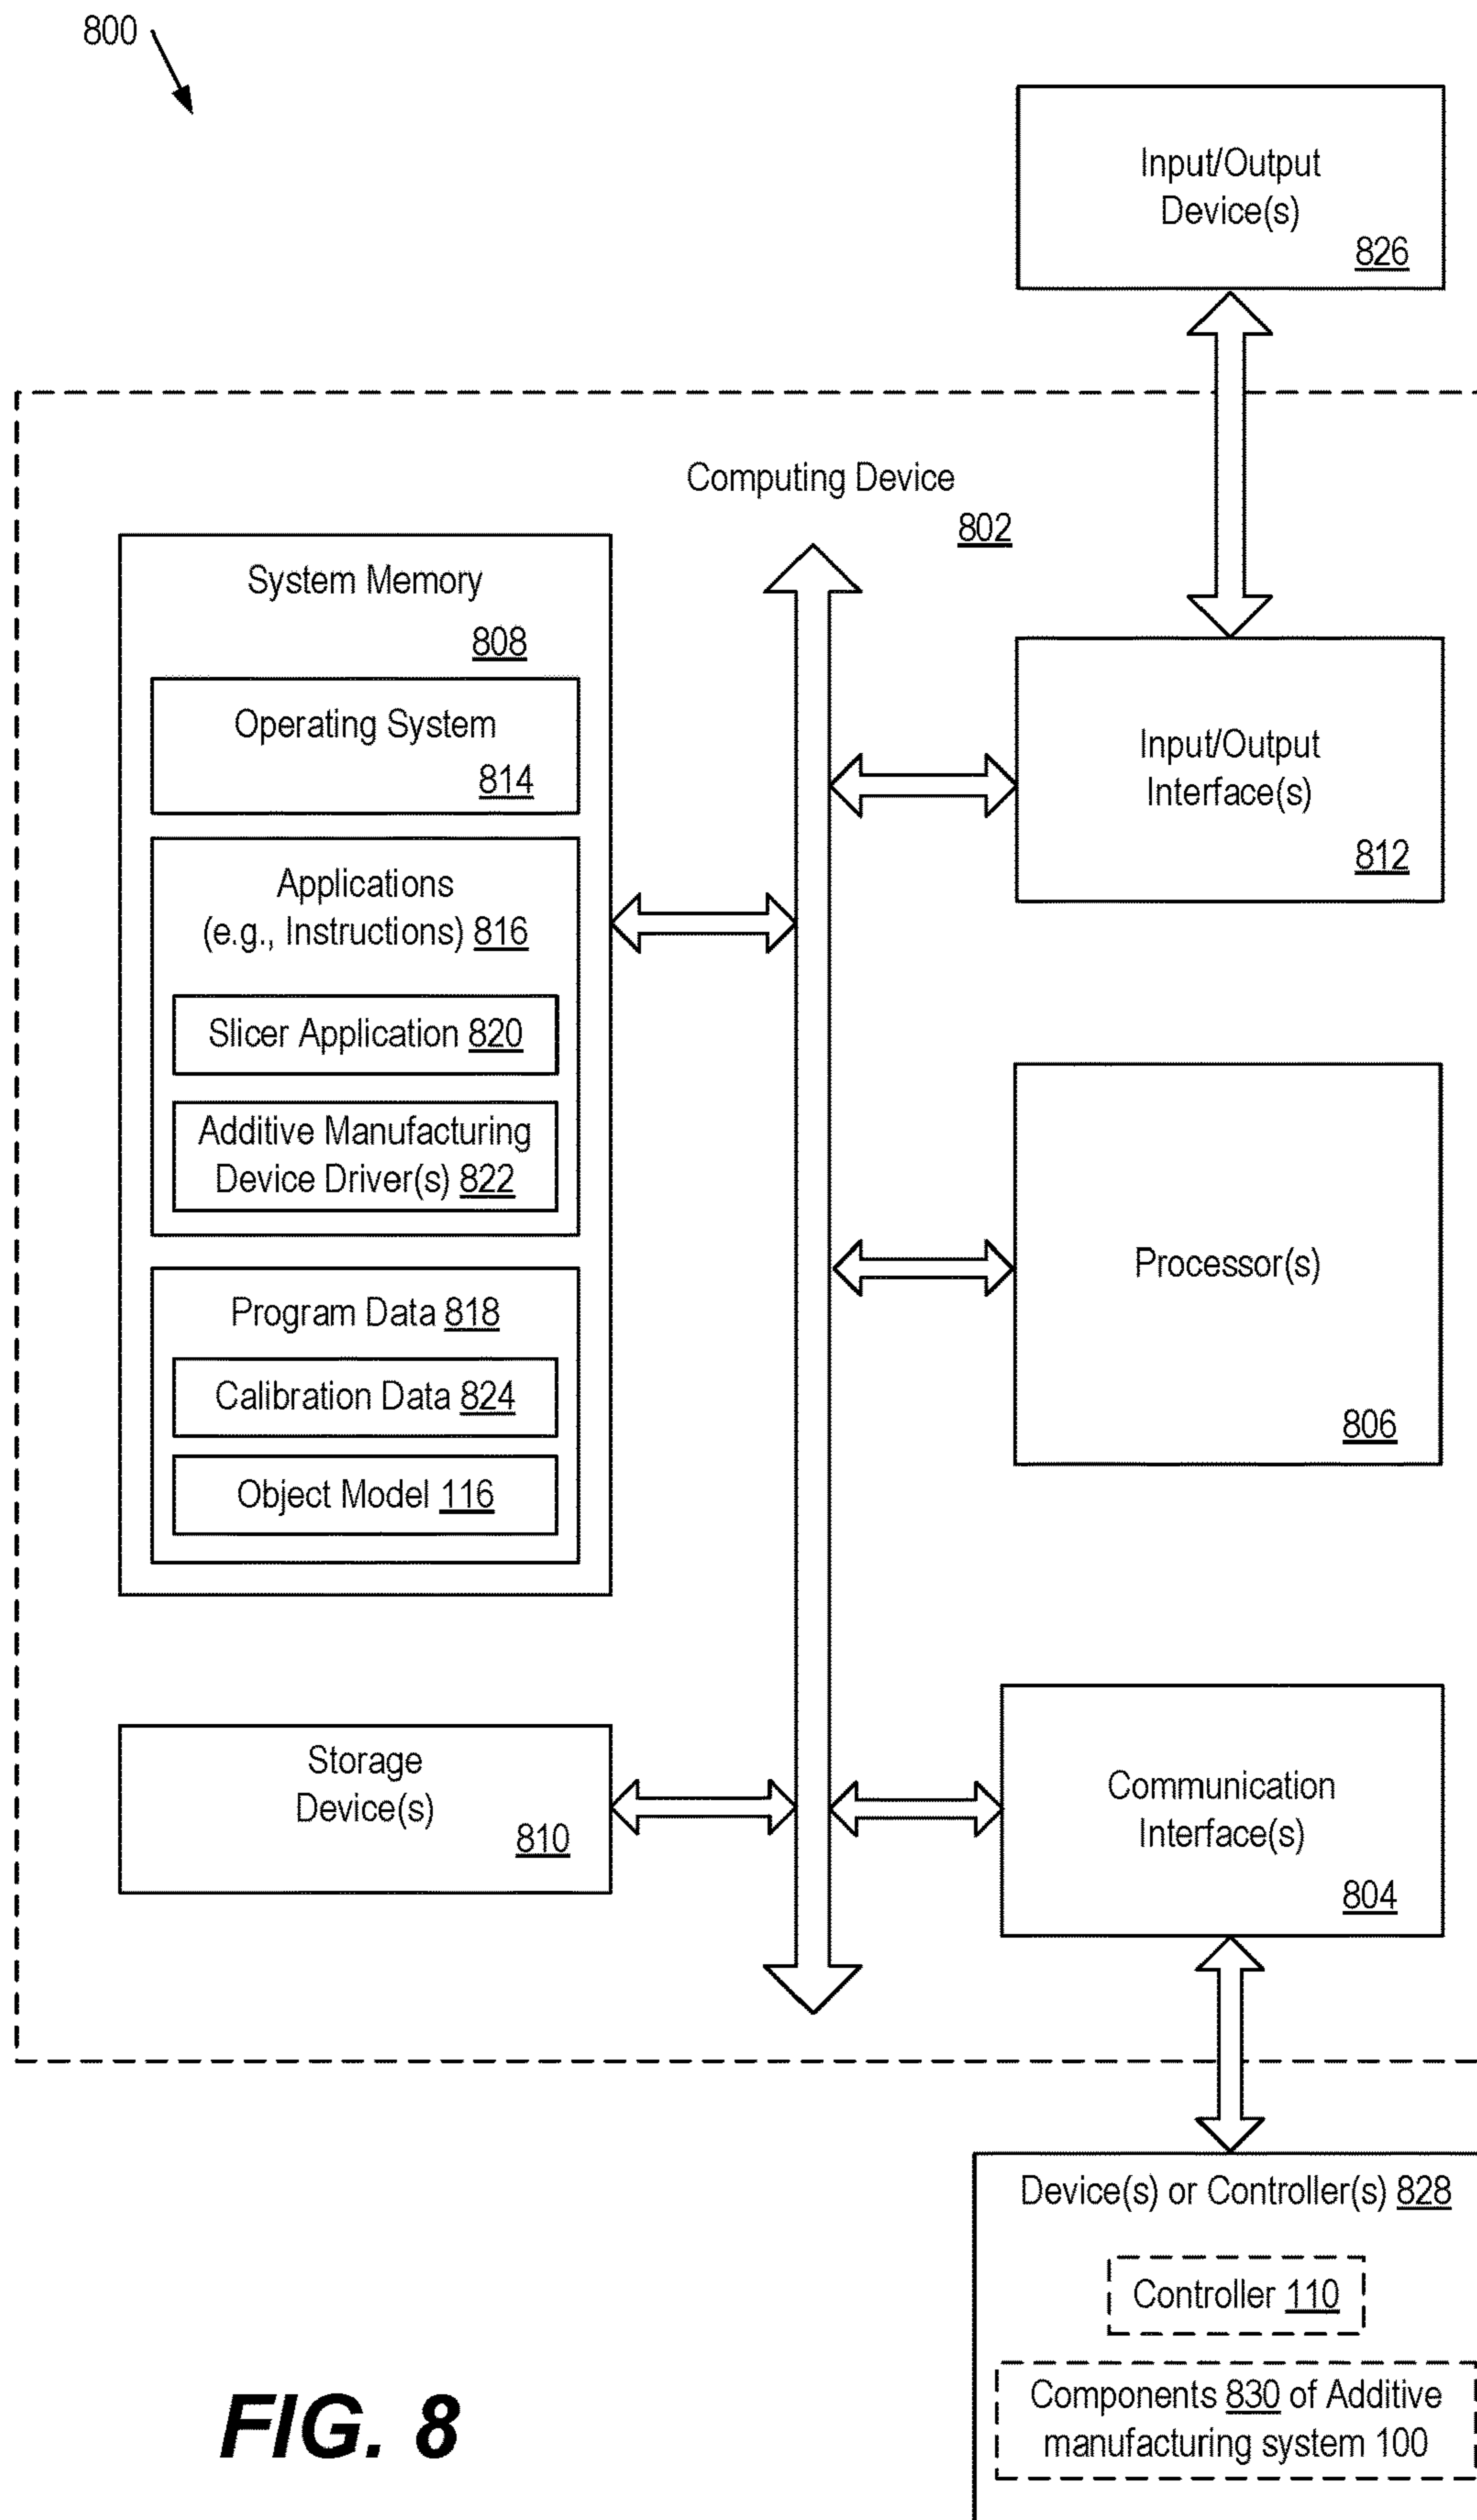 800
Input/Output
Device(s)
826
Computing Device
802
System Memory
808
Operating System
814
Applications
(e.g., Instructions) 816
Slicer Application 820
Additive Manufacturing
Device Driver(s) 822
Program Data 818
Calibration Data 824
Object Model 116
Storage
Device(s)
810
Input/Output
Interface(s)
812
Processor(s)
806
Communication
Interface(s)
804
Device(s) or Controller(s) 828
Controller 110
Components 830 of Additive
manufacturing system 100
FIG. 8